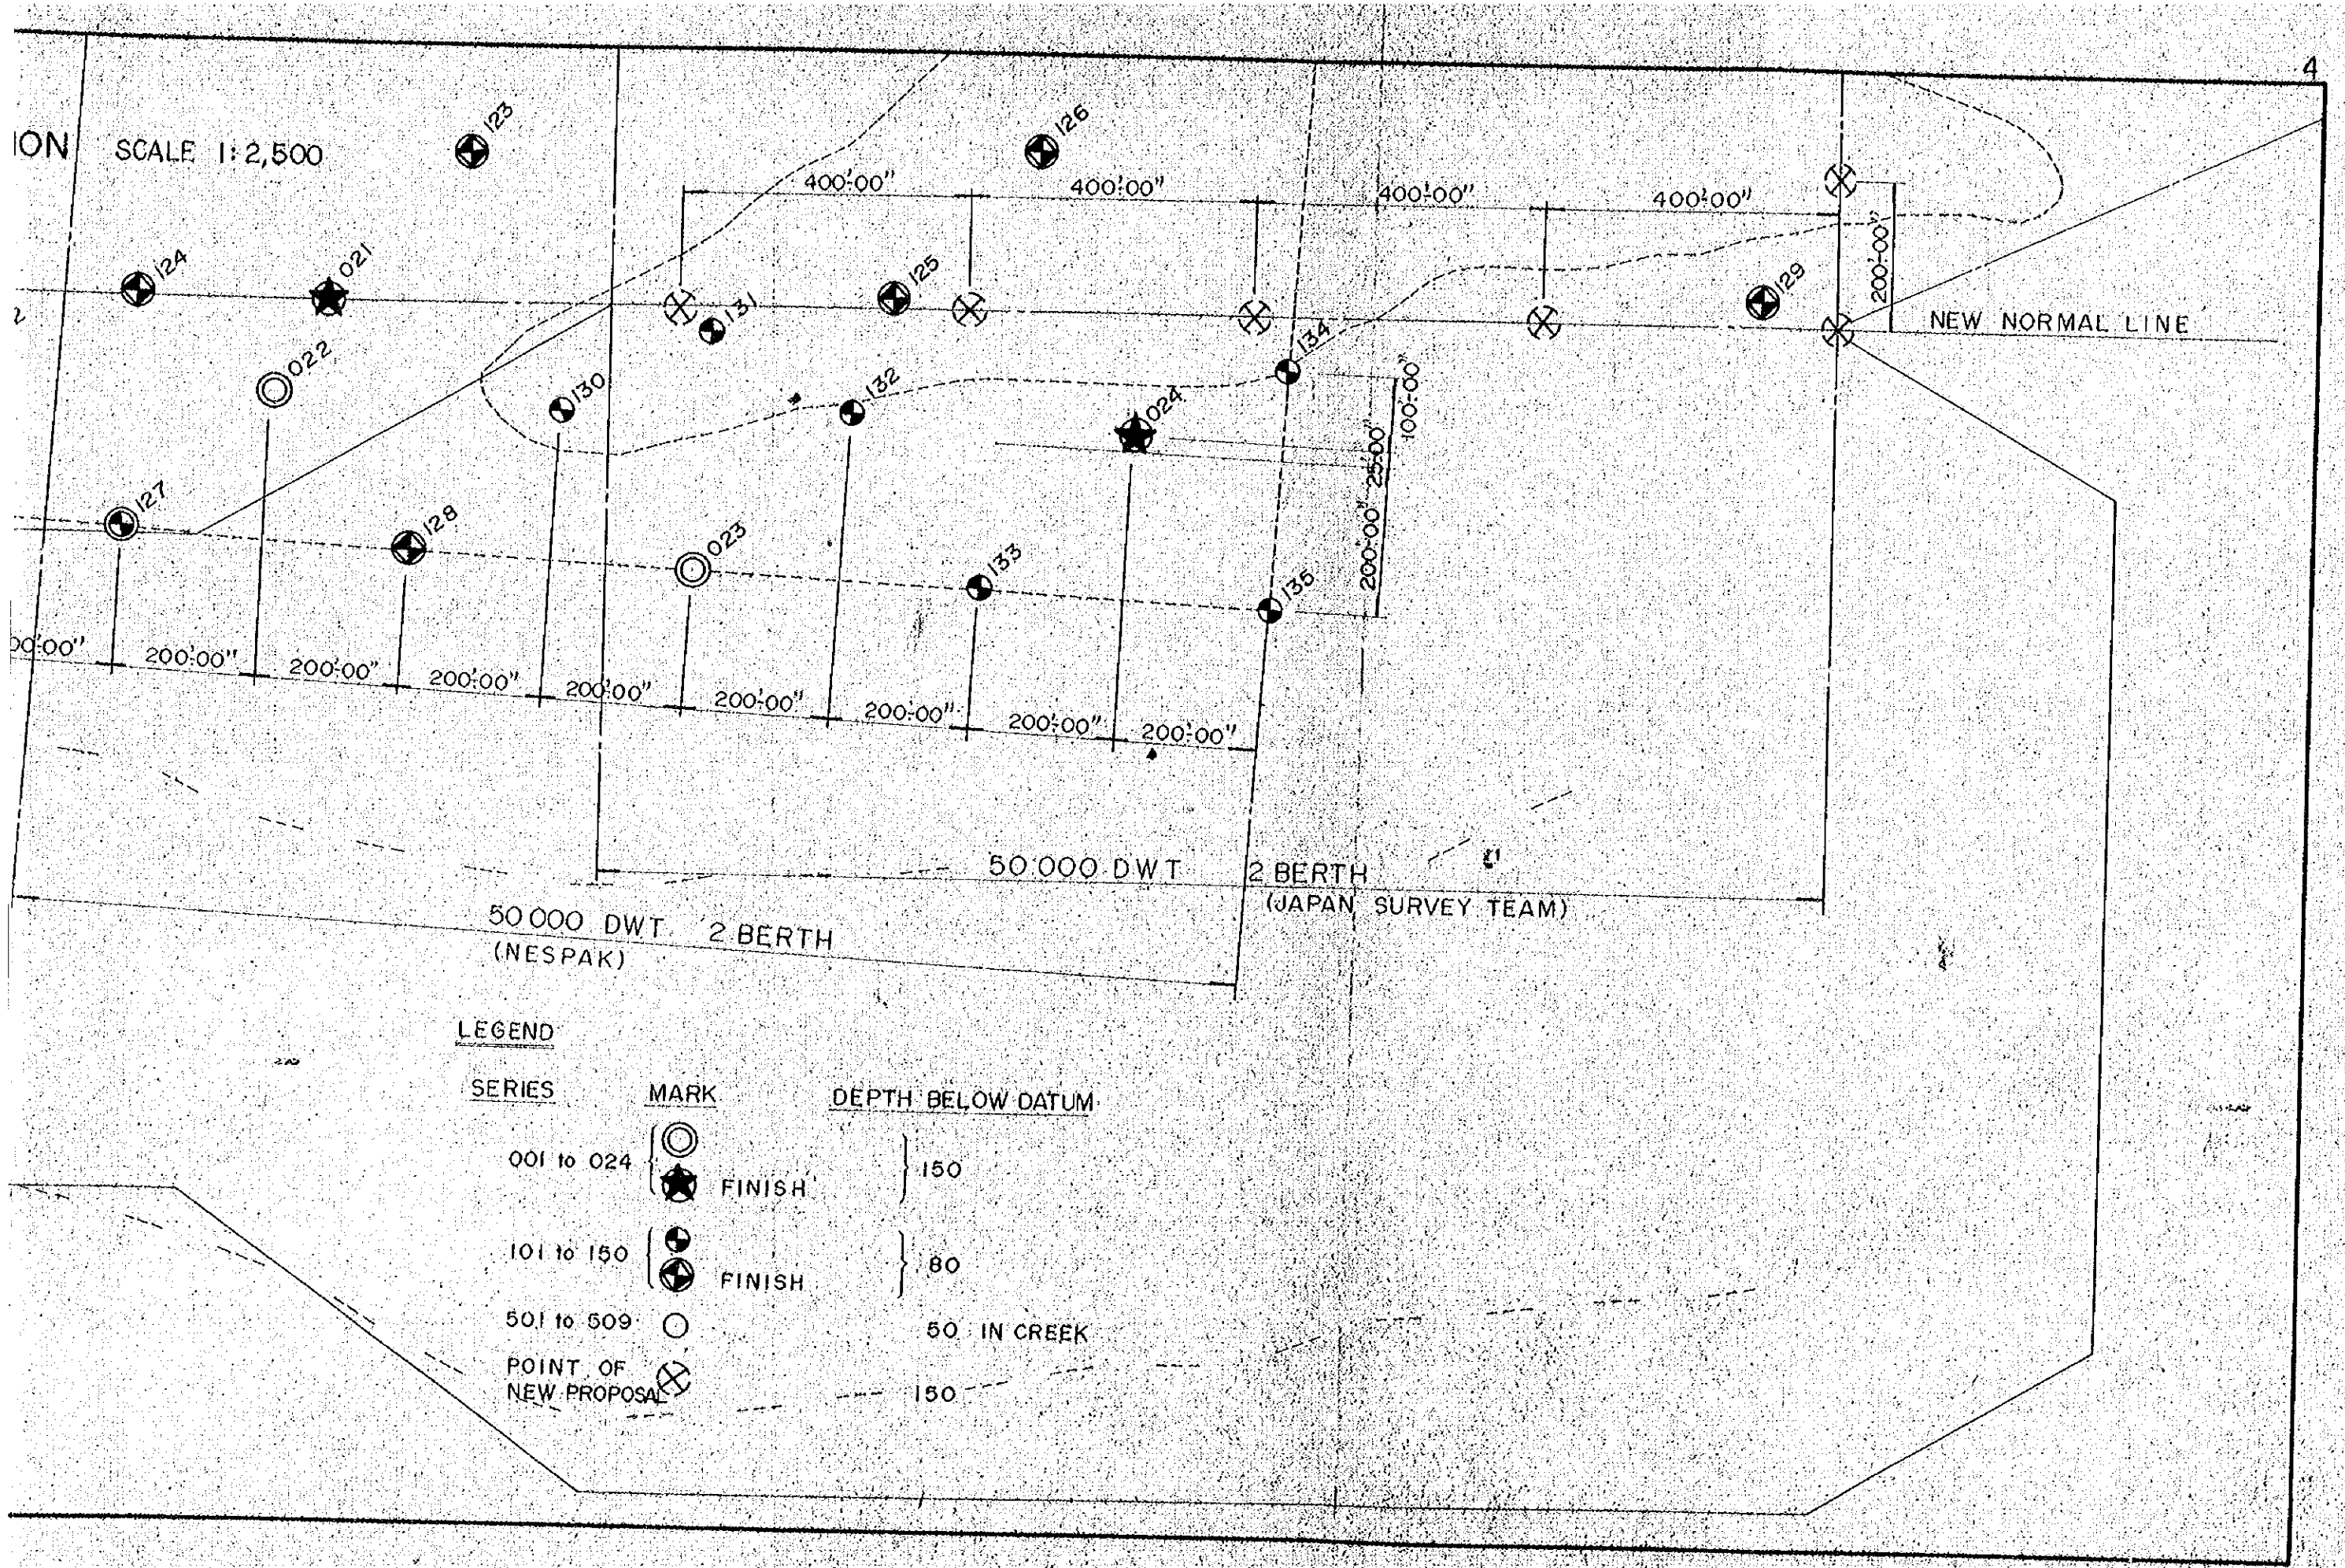 4
ION SCALE 1:2,500
123
126
400'-00" 400'-00" 400'-00" 400'-00"
200'-00"
124
021
125
129
131
134
NEW NORMAL LINE
022
130
132
024
100'-00"
25'-00"
200'-00"
127
128
023
133
135
00'-00" 200'-00" 200'-00" 200'-00" 200'-00" 200'-00" 200'-00" 200'-00" 200'-00"
50 000 DWT 2 BERTH
(JAPAN SURVEY TEAM)
50 000 DWT. 2 BERTH
(NESPAK)
LEGEND
SERIES MARK DEPTH BELOW DATUM
001 to 024 FINISH 150
101 to 150 FINISH 80
501 to 509 50 IN CREEK
POINT OF
NEW PROPOSAL 150